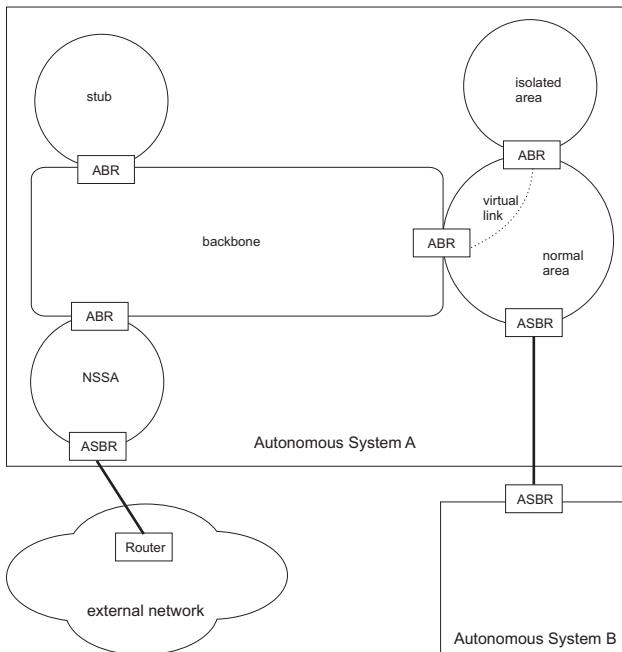 stub
isolated
area
ABR
ABR
virtual
link
backbone
ABR
normal
area
ABR
ASBR
NSSA
ASBR
Autonomous System A
ASBR
Router
external network
Autonomous System B